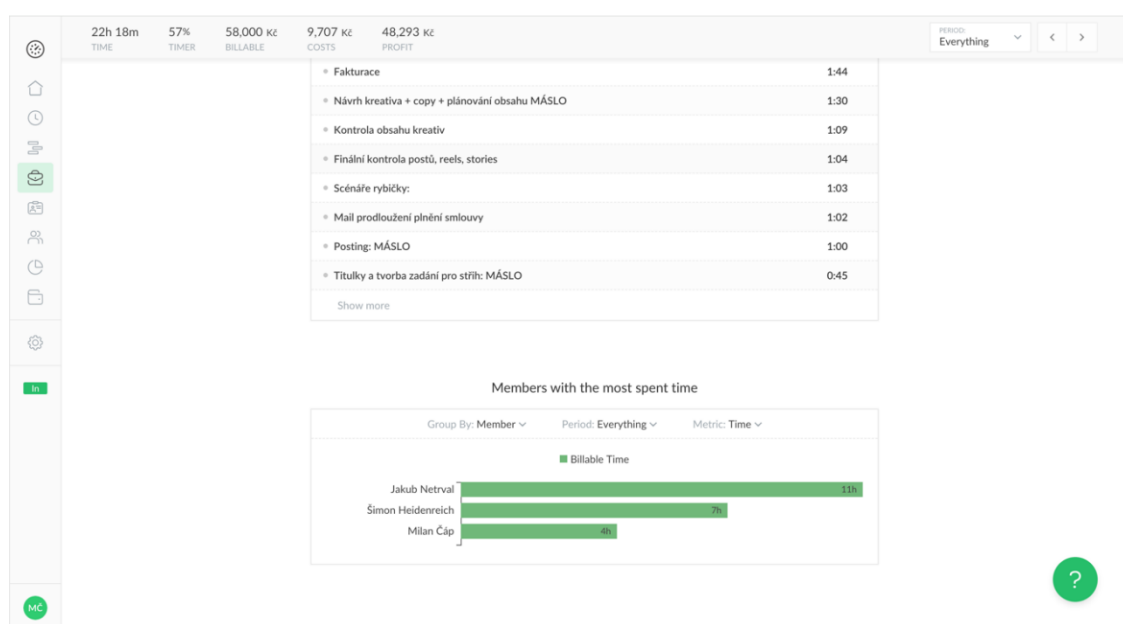 22h 18m 57% 58,000 Kč 9,707 Kč 48,293 Kč
TIME TIMER BILLABLE COSTS PROFIT
PERIOD:
Everything
Fakturace 1:44
Návrh kreativa + copy + plánování obsahu MÁSLO 1:30
Kontrola obsahu kreativ 1:09
Finální kontrola postů, reels, stories 1:04
Scénáře rybičky: 1:03
Mail prodloužení plnění smlouvy 1:02
Posting: MÁSLO 1:00
Titulky a tvorba zadání pro střih: MÁSLO 0:45
Show more
In
Members with the most spent time
Group By: Member Period: Everything Metric: Time
Billable Time
Jakub Netrval 11h
Šimon Heidenreich 7h
Milan Čáp 4h
?
MČ